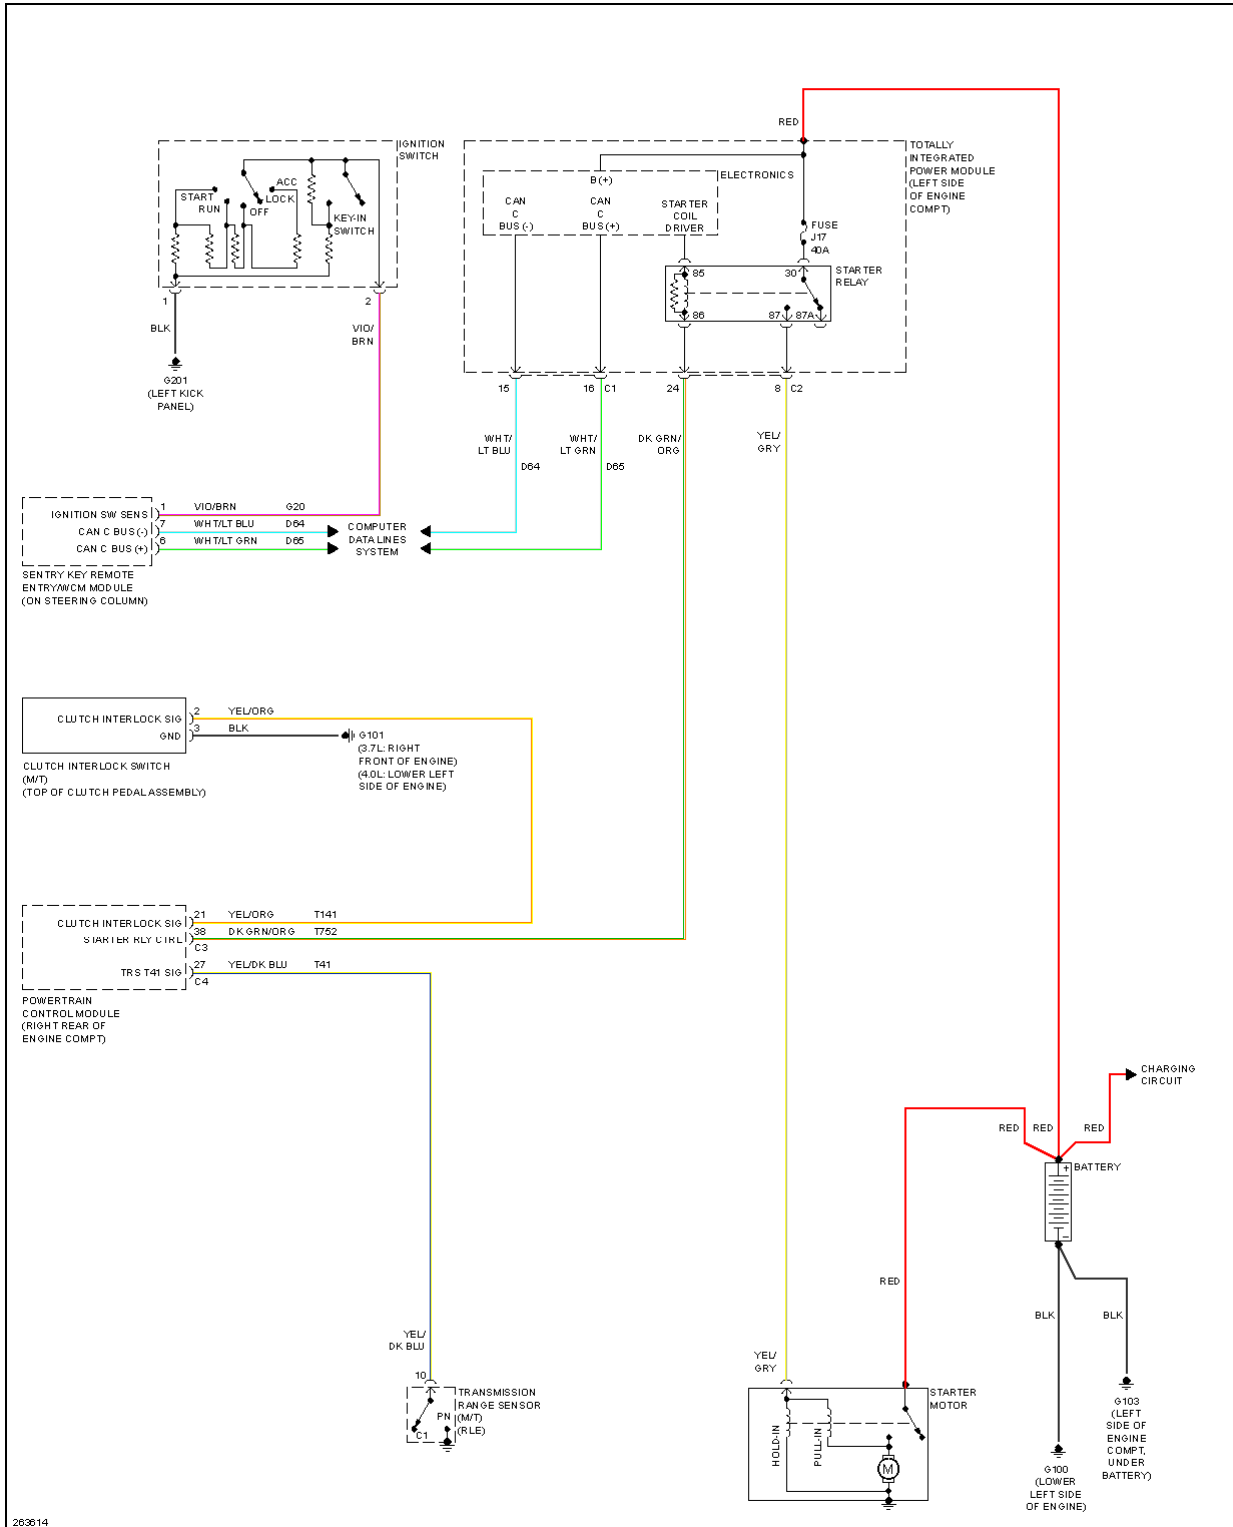 RED
IGNITION
SWITCH
ACC
LOCK
START
RUN
OFF
KEY-IN
SWITCH
1
2
BLK
VIO/
BRN
G201
(LEFT KICK
PANEL)
TOTALLY
INTEGRATED
POWER MODULE
(LEFT SIDE
OF ENGINE
COMPT)
ELECTRONICS
B(+)
CAN
C
BUS(-)
CAN
C
BUS(+)
STARTER
COIL
DRIVER
FUSE
J17
40A
85
30
STARTER
RELAY
86
87
87A
15
16
C1
24
8
C2
WHT/
LT BLU
D64
WHT/
LT GRN
D65
DK GRN/
ORG
YEL/
GRY
IGNITION SW SENS
1
VIO/BRN
G20
CAN C BUS(-)
7
WHT/LT BLU
D64
CAN C BUS(+)
6
WHT/LT GRN
D65
COMPUTER
DATA LINES
SYSTEM
SENTRY KEY REMOTE
ENTRY/WCM MODULE
(ON STEERING COLUMN)
CLUTCH INTERLOCK SIG
2
YEL/ORG
GND
3
BLK
G101
(3.7L: RIGHT
FRONT OF ENGINE)
(4.0L: LOWER LEFT
SIDE OF ENGINE)
CLUTCH INTERLOCK SWITCH
(M/T)
(TOP OF CLUTCH PEDAL ASSEMBLY)
CLUTCH INTERLOCK SIG
21
YEL/ORG
T141
STARTER RLY CTRL
38
DK GRN/ORG
T752
C3
TRS T41 SIG
27
YEL/DK BLU
T41
C4
POWERTRAIN
CONTROL MODULE
(RIGHT REAR OF
ENGINE COMPT)
CHARGING
CIRCUIT
RED
RED
RED
+
BATTERY
-
RED
BLK
BLK
YEL/
DK BLU
10
TRANSMISSION
RANGE SENSOR
(M/T)
(RLE)
PN
C1
YEL/
GRY
STARTER
MOTOR
HOLD-IN
PULL-IN
M
G103
(LEFT
SIDE OF
ENGINE
COMPT,
UNDER
BATTERY)
G100
(LOWER
LEFT SIDE
OF ENGINE)
263614